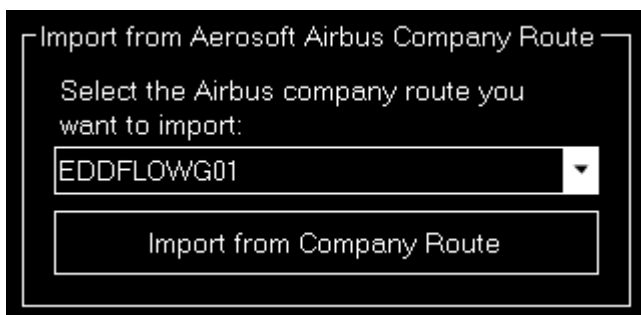 Import from Aerosoft Airbus Company Route
Select the Airbus company route you
want to import:
EDDFLOWG01
Import from Company Route